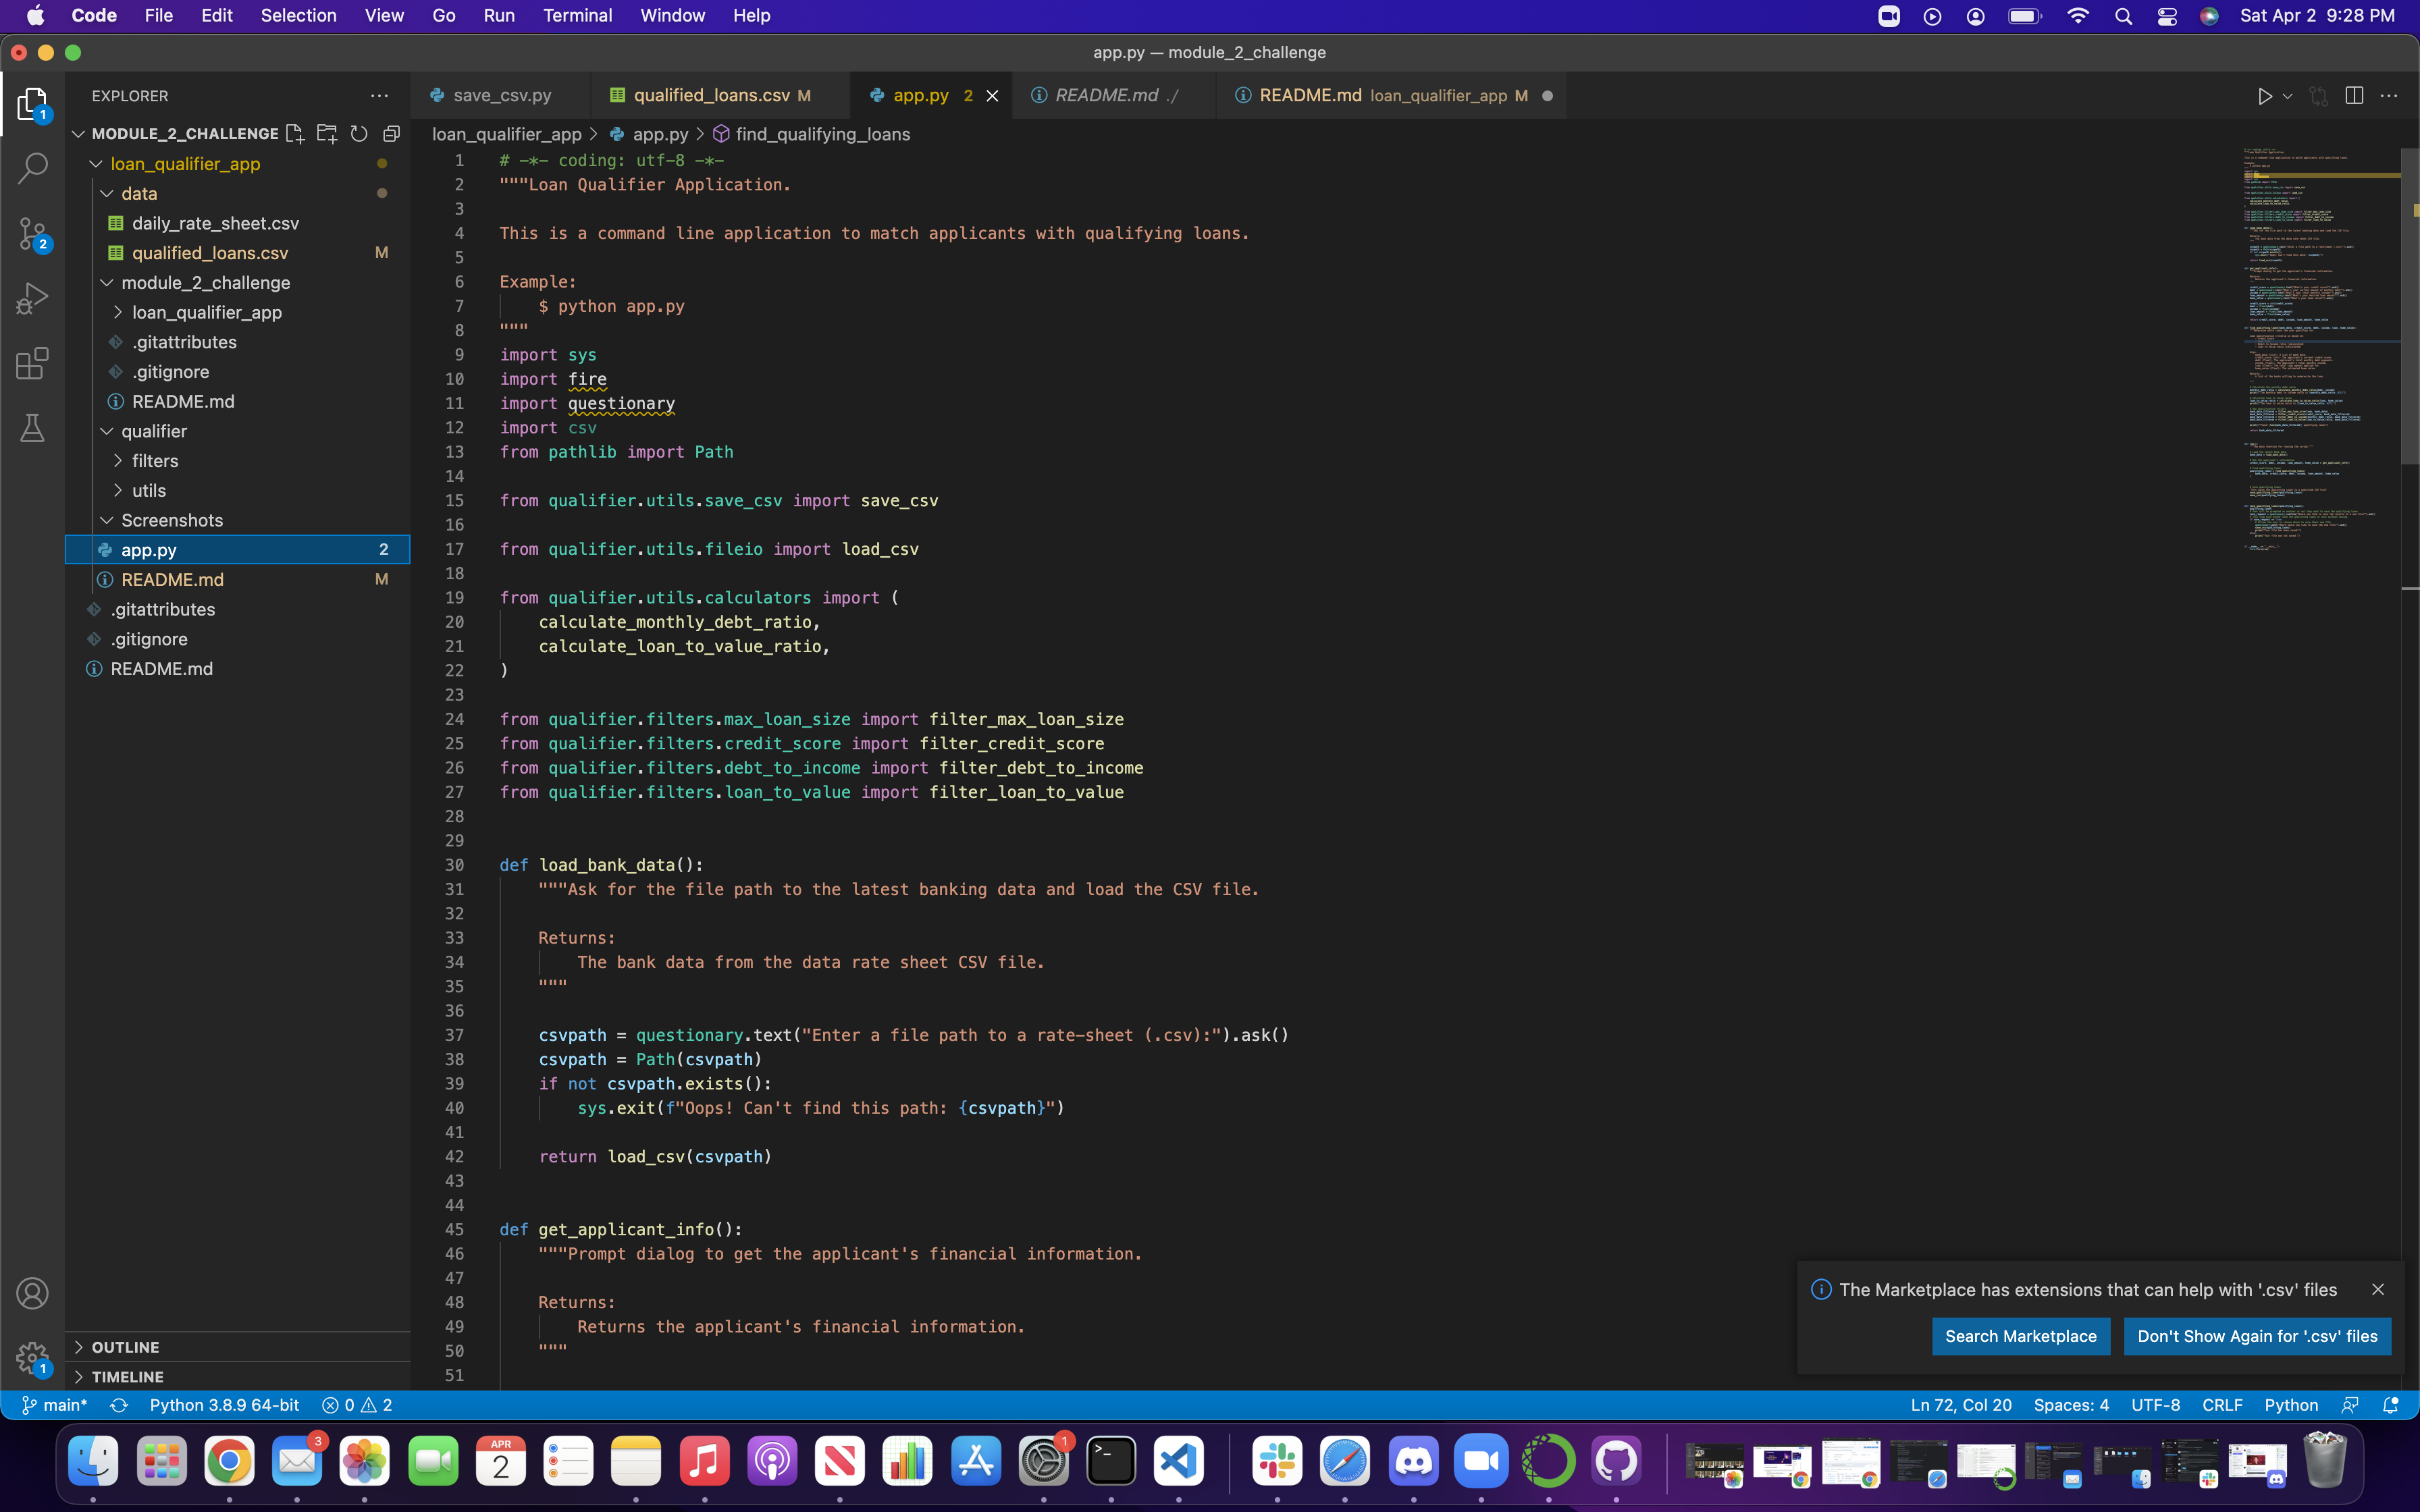 Code File Edit Selection View Go Run Terminal Window Help Sat Apr 2 9:28 PM
app.py — module_2_challenge
EXPLORER
save_csv.py qualified_loans.csv M app.py 2 README.md ./ README.md loan_qualifier_app M
MODULE_2_CHALLENGE
loan_qualifier_app > app.py > find_qualifying_loans
loan_qualifier_app
data
daily_rate_sheet.csv
qualified_loans.csv M
module_2_challenge
loan_qualifier_app
.gitattributes
.gitignore
README.md
qualifier
filters
utils
Screenshots
app.py 2
README.md M
.gitattributes
.gitignore
README.md
OUTLINE
TIMELINE
1
2
1
1 # -*- coding: utf-8 -*-
2 """Loan Qualifier Application.
3
4 This is a command line application to match applicants with qualifying loans.
5
6 Example:
7 $ python app.py
8 """
9 import sys
10 import fire
11 import questionary
12 import csv
13 from pathlib import Path
14
15 from qualifier.utils.save_csv import save_csv
16
17 from qualifier.utils.fileio import load_csv
18
19 from qualifier.utils.calculators import (
20 calculate_monthly_debt_ratio,
21 calculate_loan_to_value_ratio,
22 )
23
24 from qualifier.filters.max_loan_size import filter_max_loan_size
25 from qualifier.filters.credit_score import filter_credit_score
26 from qualifier.filters.debt_to_income import filter_debt_to_income
27 from qualifier.filters.loan_to_value import filter_loan_to_value
28
29
30 def load_bank_data():
31 """Ask for the file path to the latest banking data and load the CSV file.
32
33 Returns:
34 The bank data from the data rate sheet CSV file.
35 """
36
37 csvpath = questionary.text("Enter a file path to a rate-sheet (.csv):").ask()
38 csvpath = Path(csvpath)
39 if not csvpath.exists():
40 sys.exit(f"Oops! Can't find this path: {csvpath}")
41
42 return load_csv(csvpath)
43
44
45 def get_applicant_info():
46 """Prompt dialog to get the applicant's financial information.
47
48 Returns:
49 Returns the applicant's financial information.
50 """
51
The Marketplace has extensions that can help with '.csv' files
Search Marketplace Don't Show Again for '.csv' files
main* Python 3.8.9 64-bit 0 2 Ln 72, Col 20 Spaces: 4 UTF-8 CRLF Python
3 APR 2 1